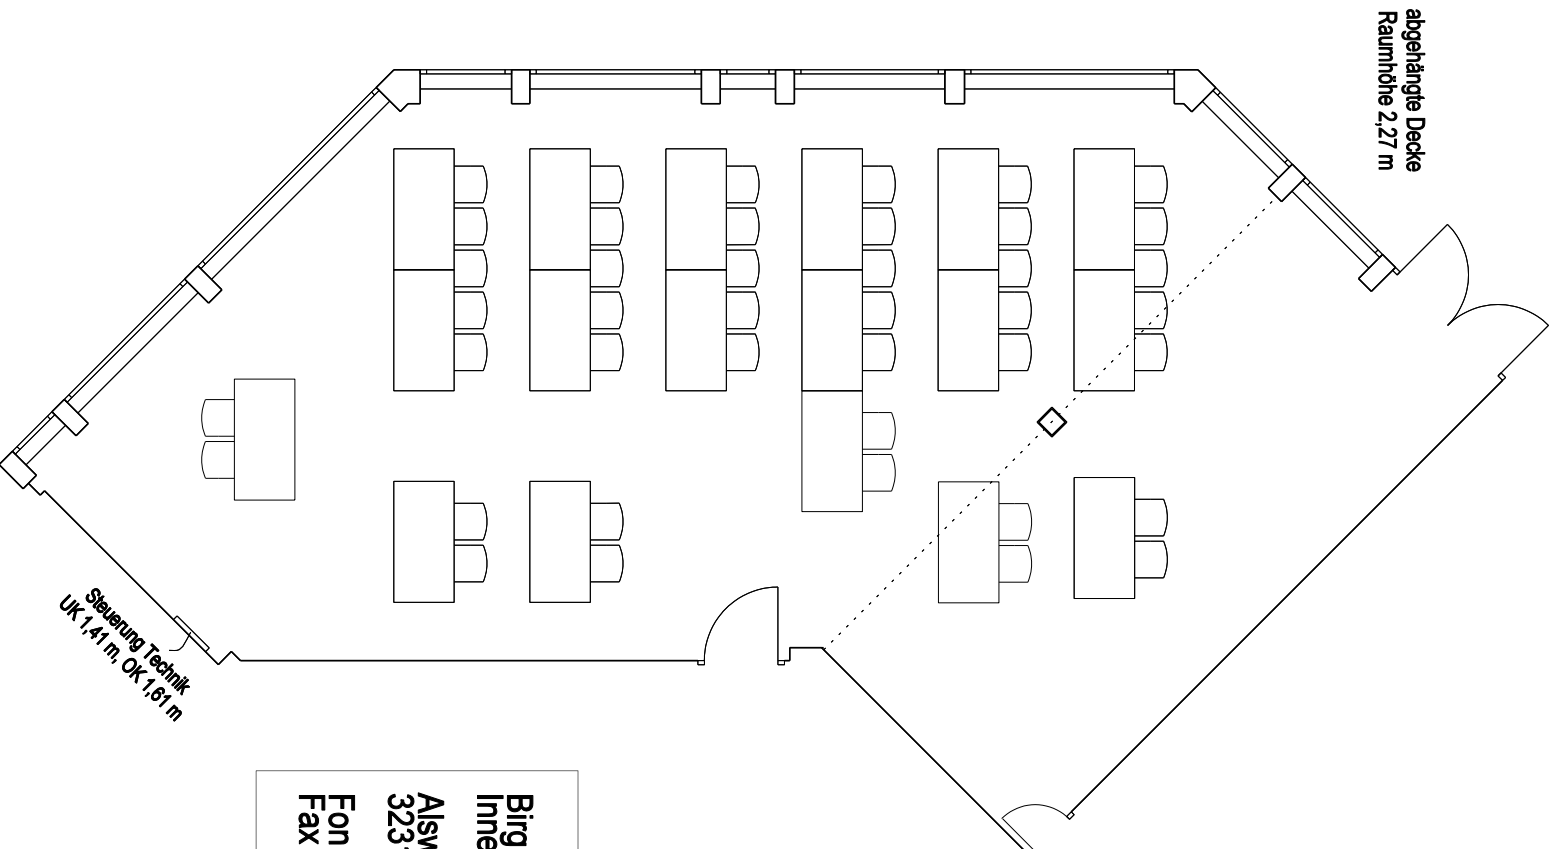 abgehängte Decke
Raumhöhe 2,27 m
Steuerung Technik
UK 1,41 m, OK 1,61 m
Birg
Inne
Alsw
323
Fon
Fax